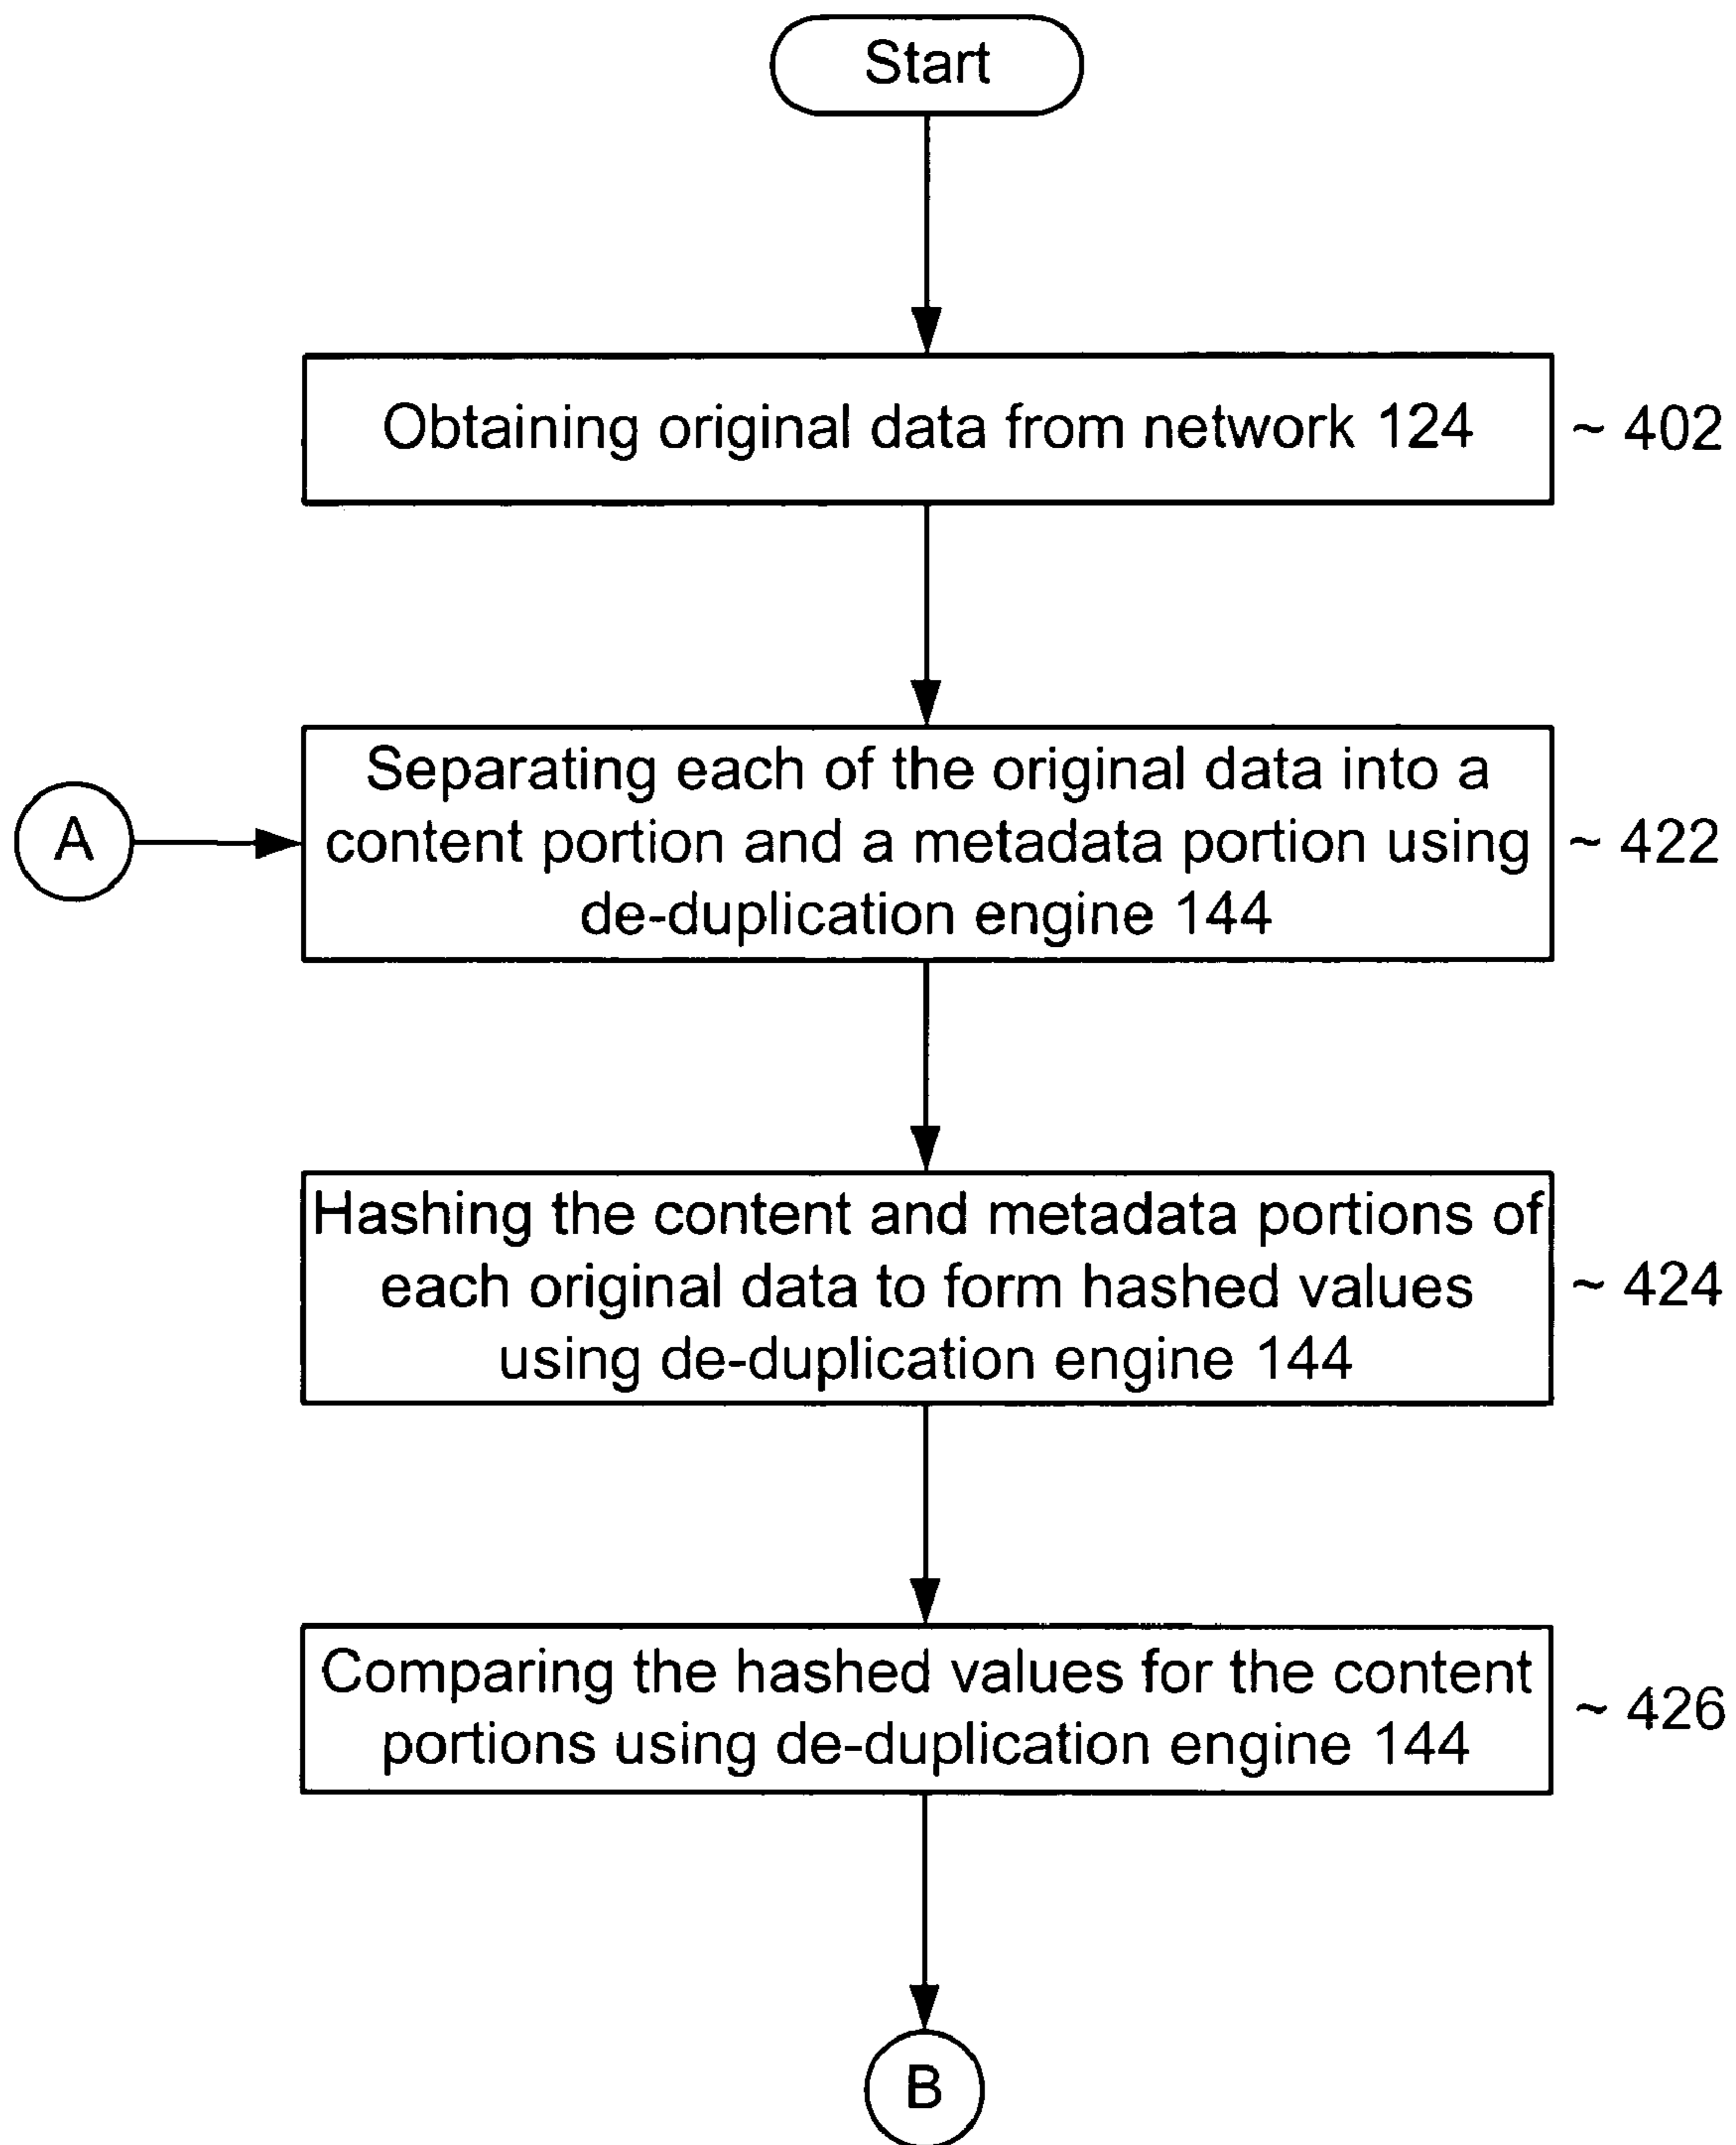 Start
Obtaining original data from network 124
~ 402
Separating each of the original data into a
content portion and a metadata portion using
de-duplication engine 144
A
~ 422
Hashing the content and metadata portions of
each original data to form hashed values
using de-duplication engine 144
~ 424
Comparing the hashed values for the content
portions using de-duplication engine 144
~ 426
B